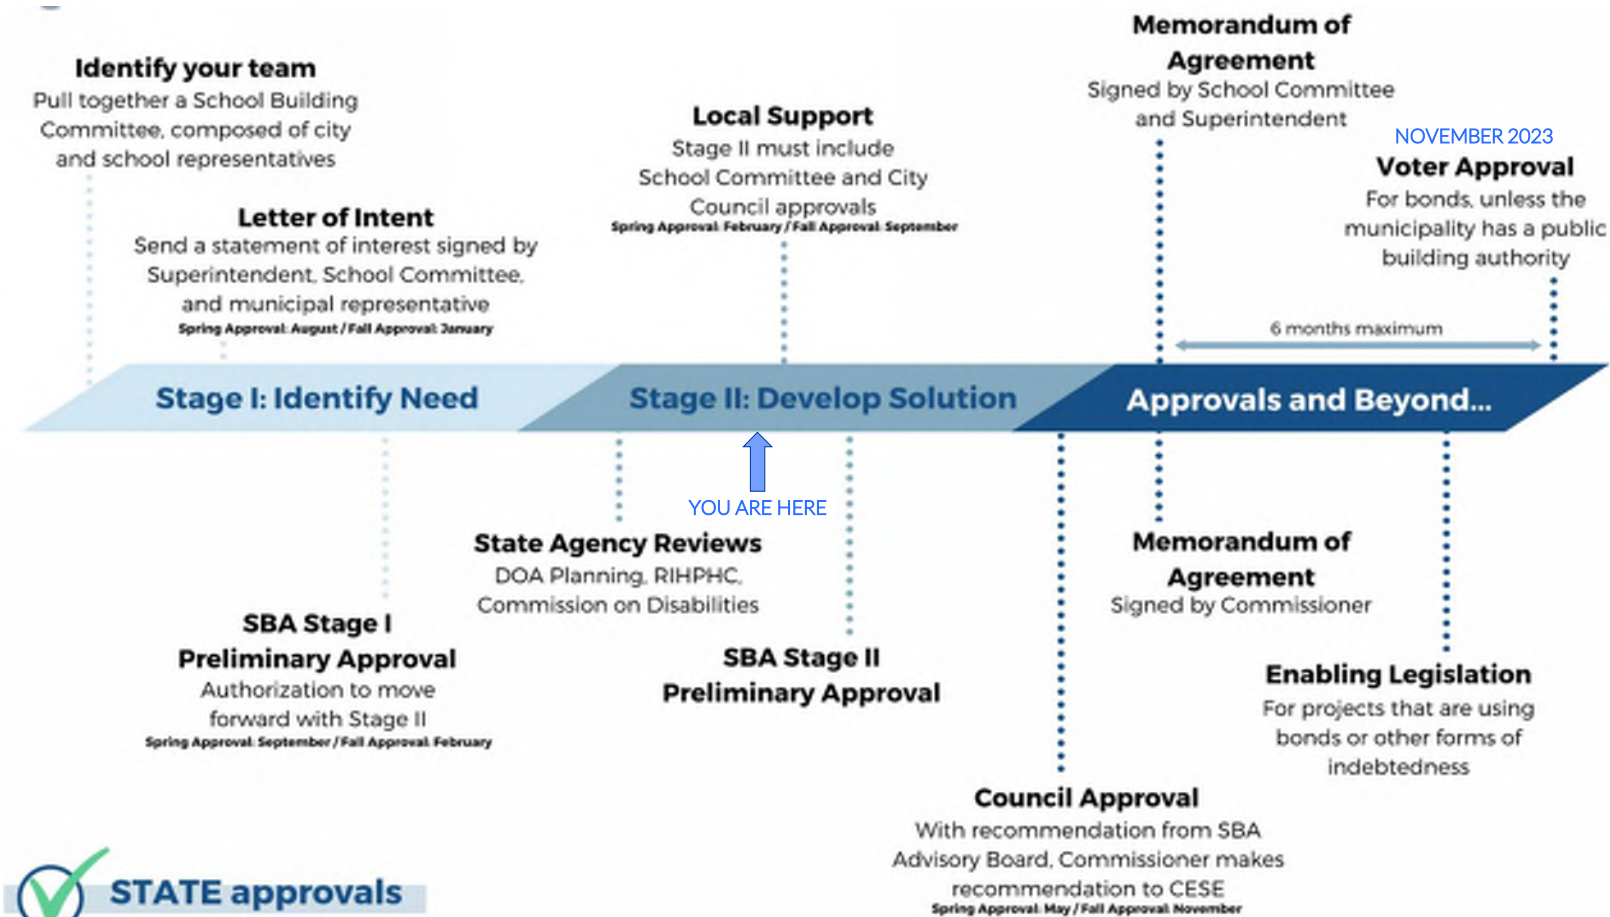 Identify your team
Pull together a School Building
Committee, composed of city
and school representatives
Letter of Intent
Send a statement of interest signed by
Superintendent, School Committee,
and municipal representative
Spring Approval: August / Fall Approval: January
Local Support
Stage II must include
School Committee and City
Council approvals
Spring Approval: February / Fall Approval: September
Memorandum of
Agreement
Signed by School Committee
and Superintendent
NOVEMBER 2023
Voter Approval
For bonds, unless the
municipality has a public
building authority
6 months maximum
Stage I: Identify Need
Stage II: Develop Solution
Approvals and Beyond...
YOU ARE HERE
State Agency Reviews
DOA Planning, RIHPHC,
Commission on Disabilities
SBA Stage I
Preliminary Approval
Authorization to move
forward with Stage II
Spring Approval: September / Fall Approval: February
SBA Stage II
Preliminary Approval
Memorandum of
Agreement
Signed by Commissioner
Enabling Legislation
For projects that are using
bonds or other forms of
indebtedness
Council Approval
With recommendation from SBA
Advisory Board, Commissioner makes
recommendation to CESE
Spring Approval: May / Fall Approval: November
STATE approvals